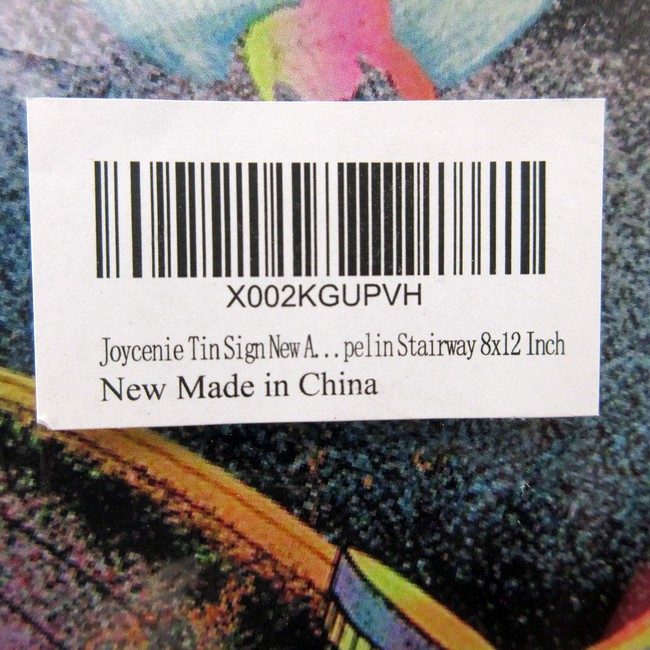 X002KGUPVH
Joycenie Tin Sign New A...pelin Stairway 8x12 Inch
New Made in China